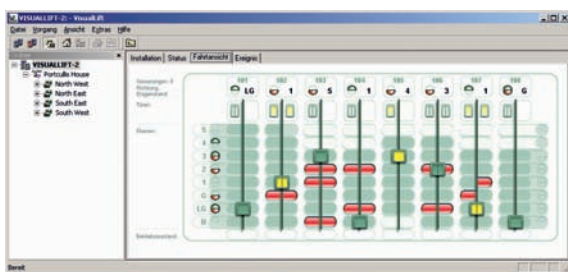 VISUALLIFT-2: - VisualLift
Datei Vorgang Ansicht Extras Hilfe
VISUALLIFT-2
Portcullis House
North West
North East
South East
South West
Installation Status Fahrtansicht Ereignis
101 102 103 104 105 106 107 108
LG 1 5 1 4 3 1 G
Türen:
Ebenen:
5
4
3
2
1
G
LG
B
Betriebszustand:
Bereit